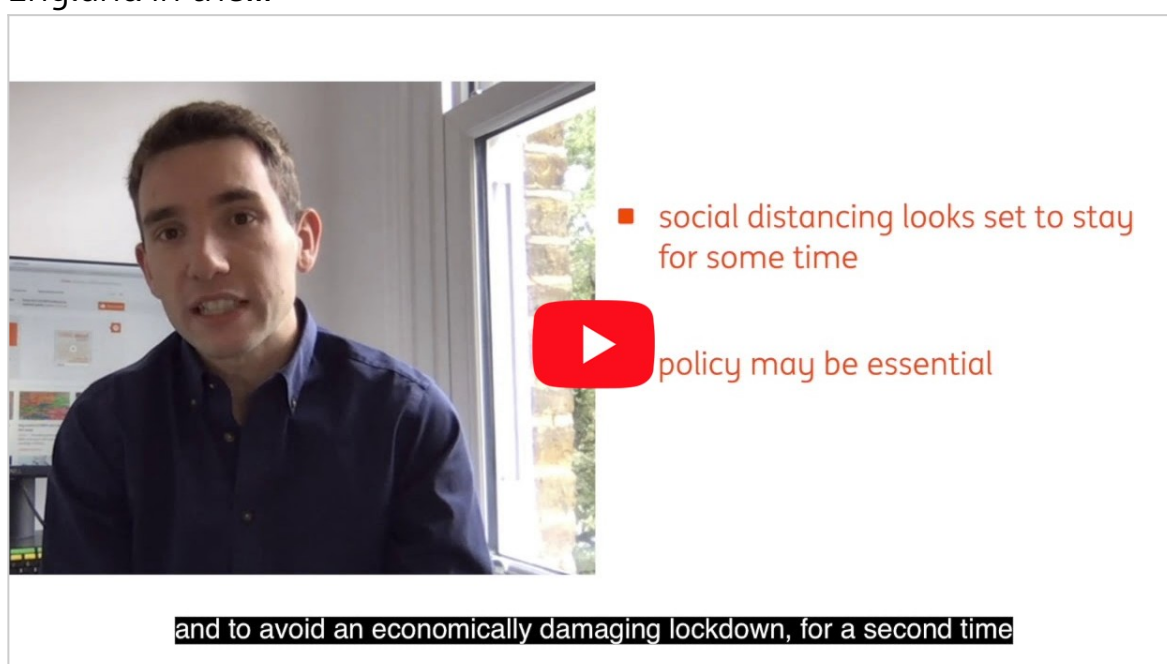 social distancing looks set to stay
for some time
policy may be essential
and to avoid an economically damaging lockdown, for a second time